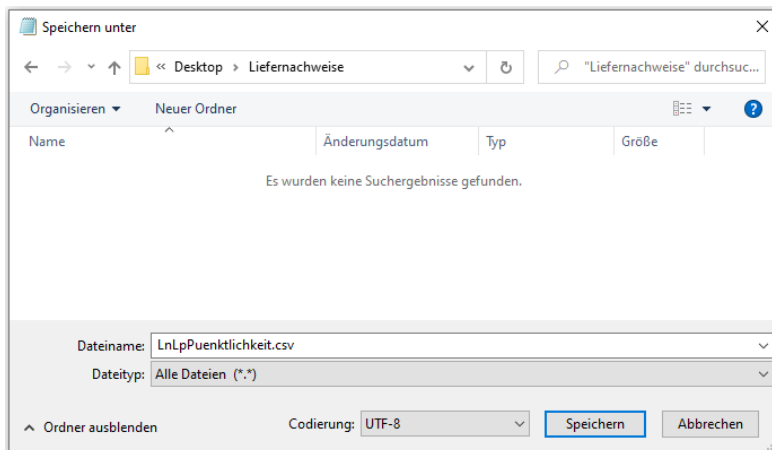 Speichern unter
« Desktop › Liefernachweise
"Liefernachweise" durchsuc...
Organisieren
Neuer Ordner
?
Name Änderungsdatum Typ Größe
Es wurden keine Suchergebnisse gefunden.
Dateiname: LnLpPuenktlichkeit.csv
Dateityp: Alle Dateien (*.*)
Ordner ausblenden
Codierung: UTF-8
Speichern
Abbrechen